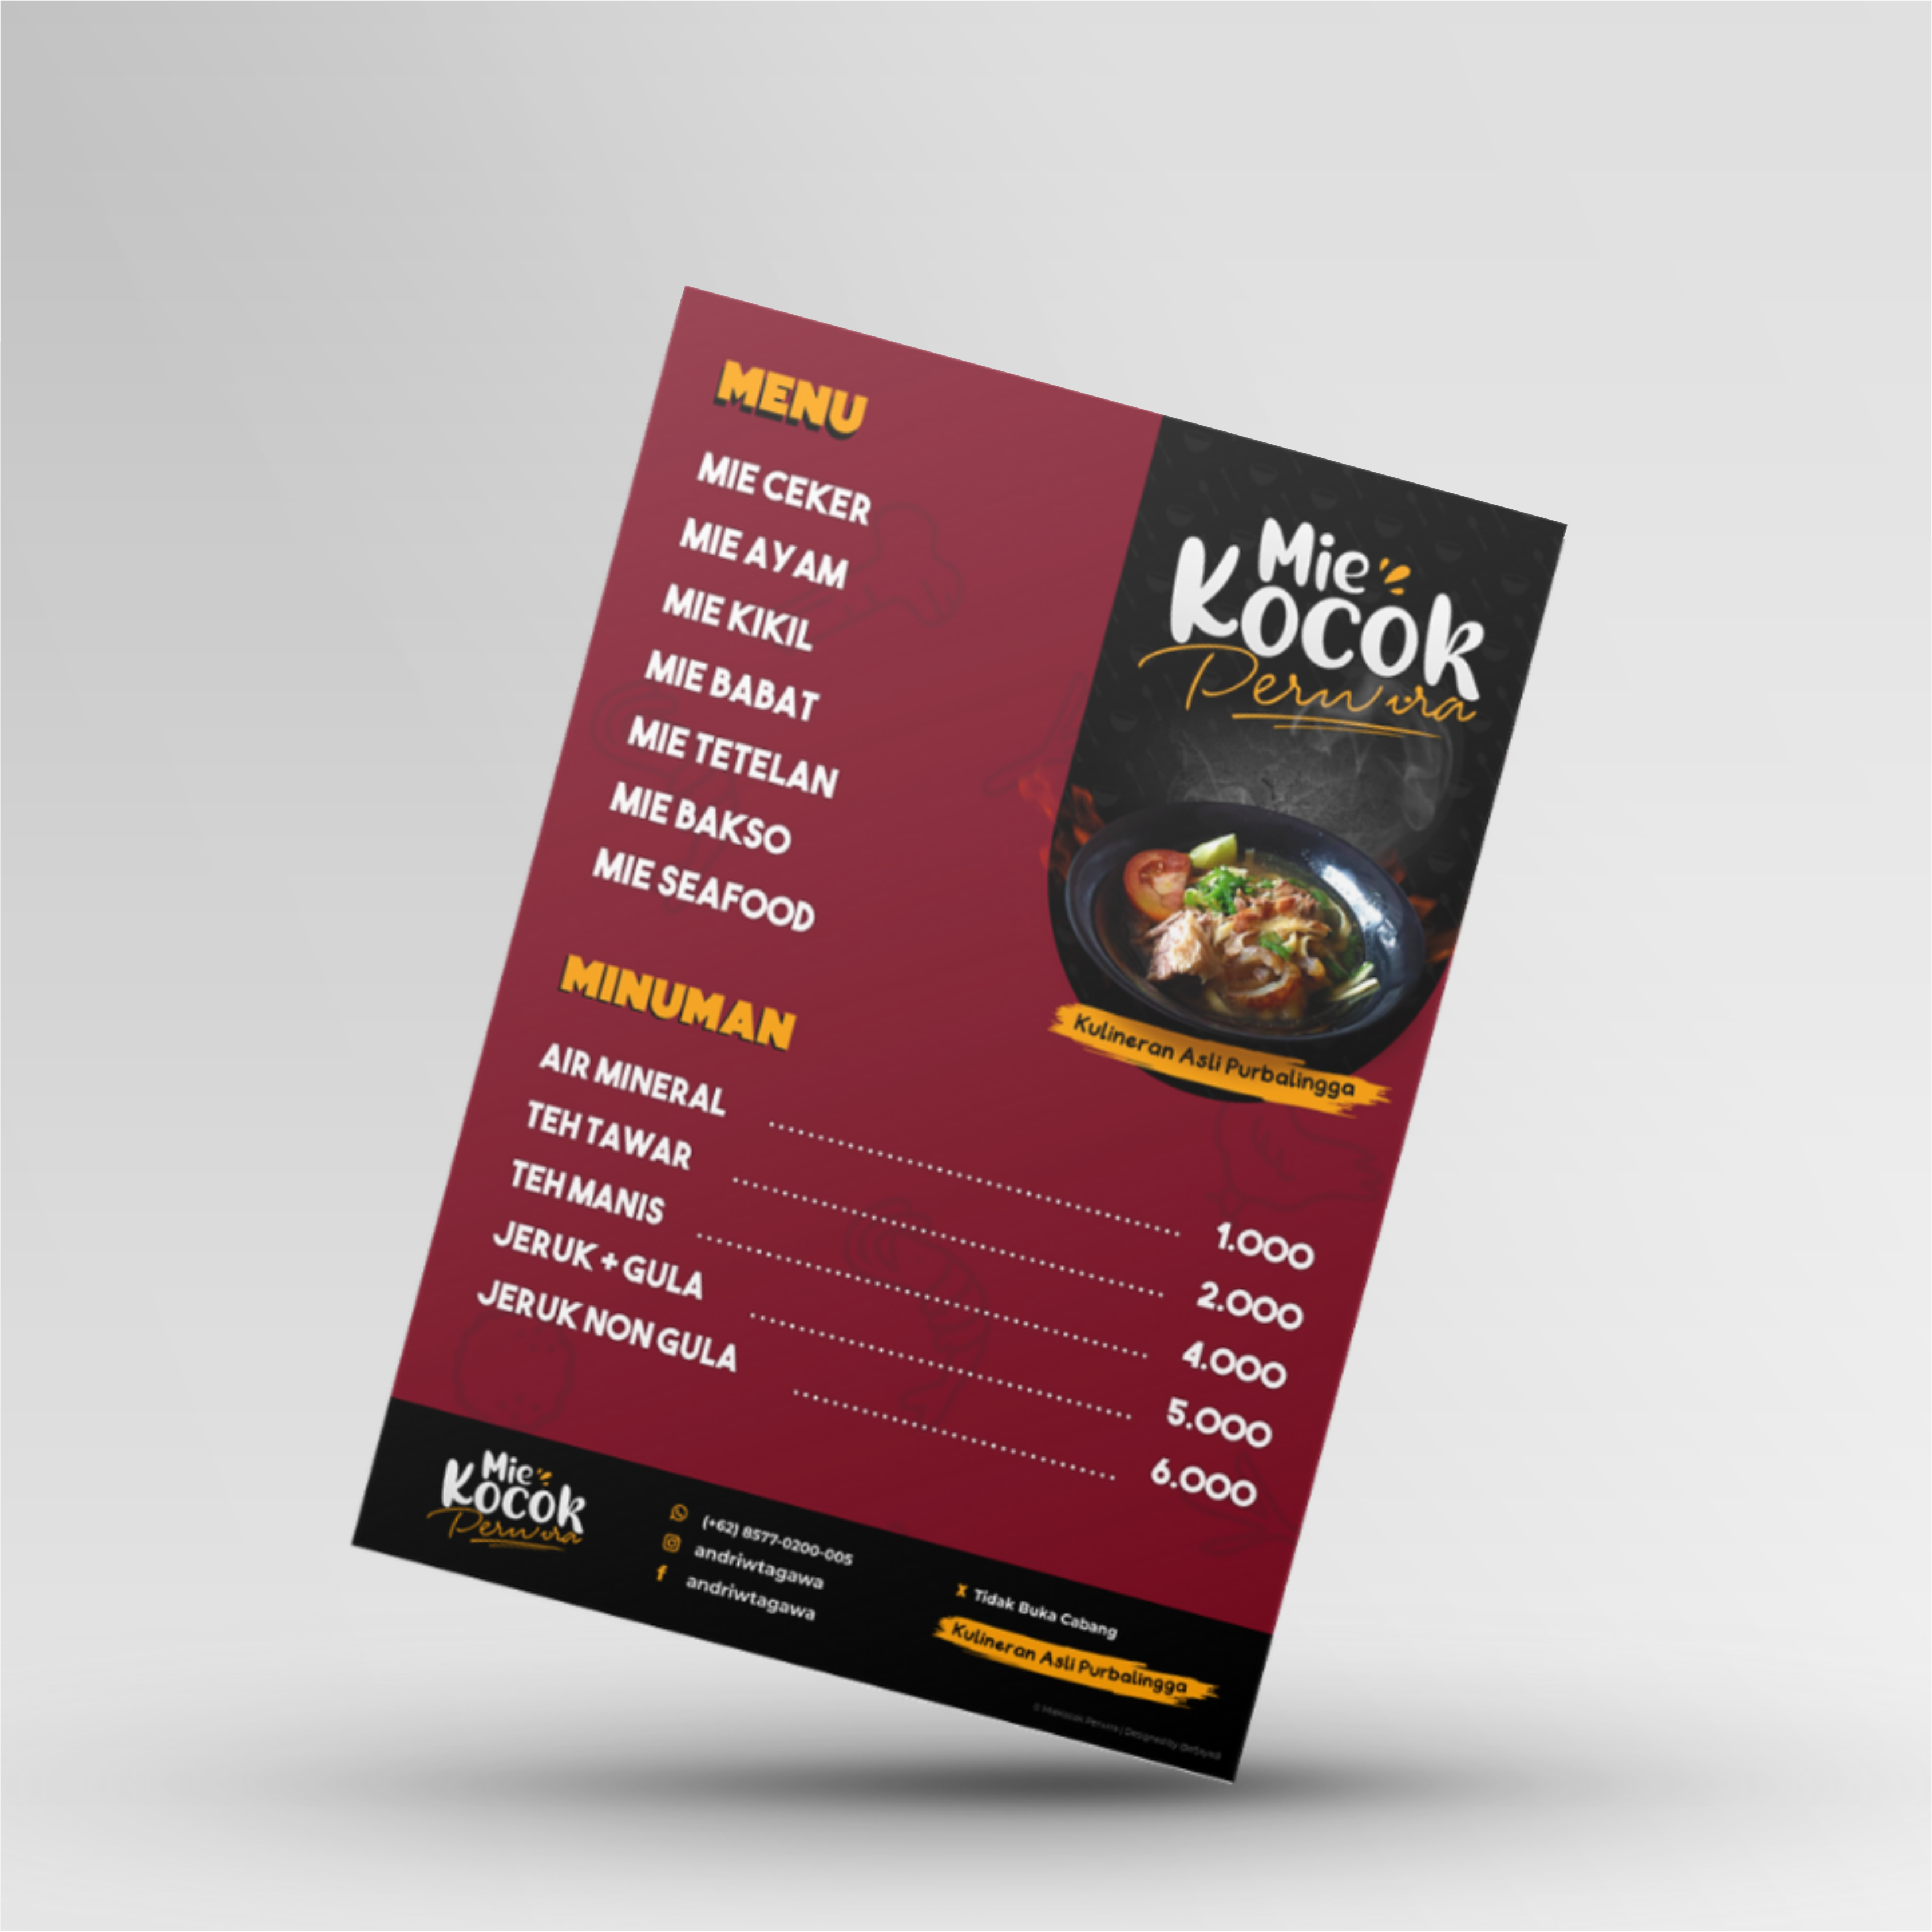 MENU
MIE CEKER
MIE AYAM
MIE KIKIL
MIE BABAT
MIE TETELAN
MIE BAKSO
MIE SEAFOOD
Mie
Kocok
Perwira
Kulineran Asli Purbalingga
MINUMAN
AIR MINERAL ........ 1.000
TEH TAWAR ........ 2.000
TEH MANIS ........ 4.000
JERUK + GULA ........ 5.000
JERUK NON GULA ........ 6.000
Mie
Kocok
Perwira
(+62) 8577-0200-005
andriwtagawa
andriwtagawa
Tidak Buka Cabang
Kulineran Asli Purbalingga
Perwira | Designed by